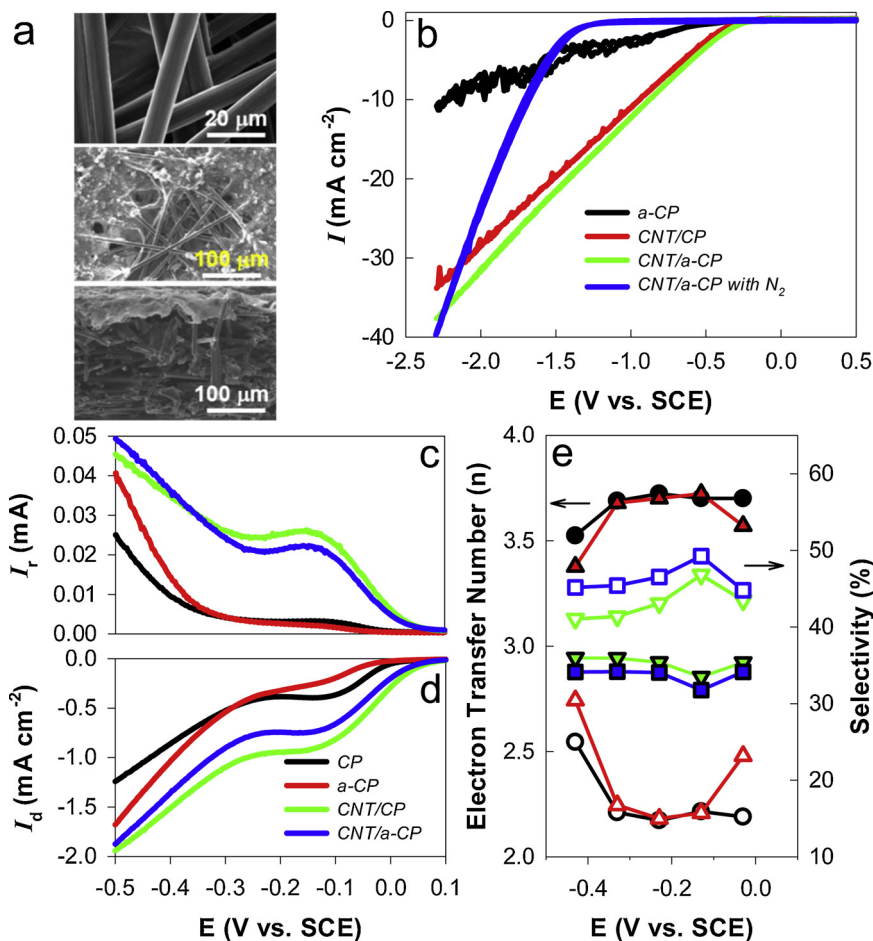 a
20 μm
100 μm
100 μm
b
I (mA cm⁻²)
0
-10
-20
-30
-40
a-CP
CNT/CP
CNT/a-CP
CNT/a-CP with N₂
-2.5 -2.0 -1.5 -1.0 -0.5 0.0 0.5
E (V vs. SCE)
c
Iᵣ (mA)
0.05
0.04
0.03
0.02
0.01
0.00
d
I_d (mA cm⁻²)
0.0
-0.5
-1.0
-1.5
-2.0
CP
a-CP
CNT/CP
CNT/a-CP
-0.5 -0.4 -0.3 -0.2 -0.1 0.0 0.1
E (V vs. SCE)
e
Electron Transfer Number (n)
4.0
3.5
3.0
2.5
2.0
Selectivity (%)
60
50
40
30
20
10
-0.4 -0.2 0.0
E (V vs. SCE)